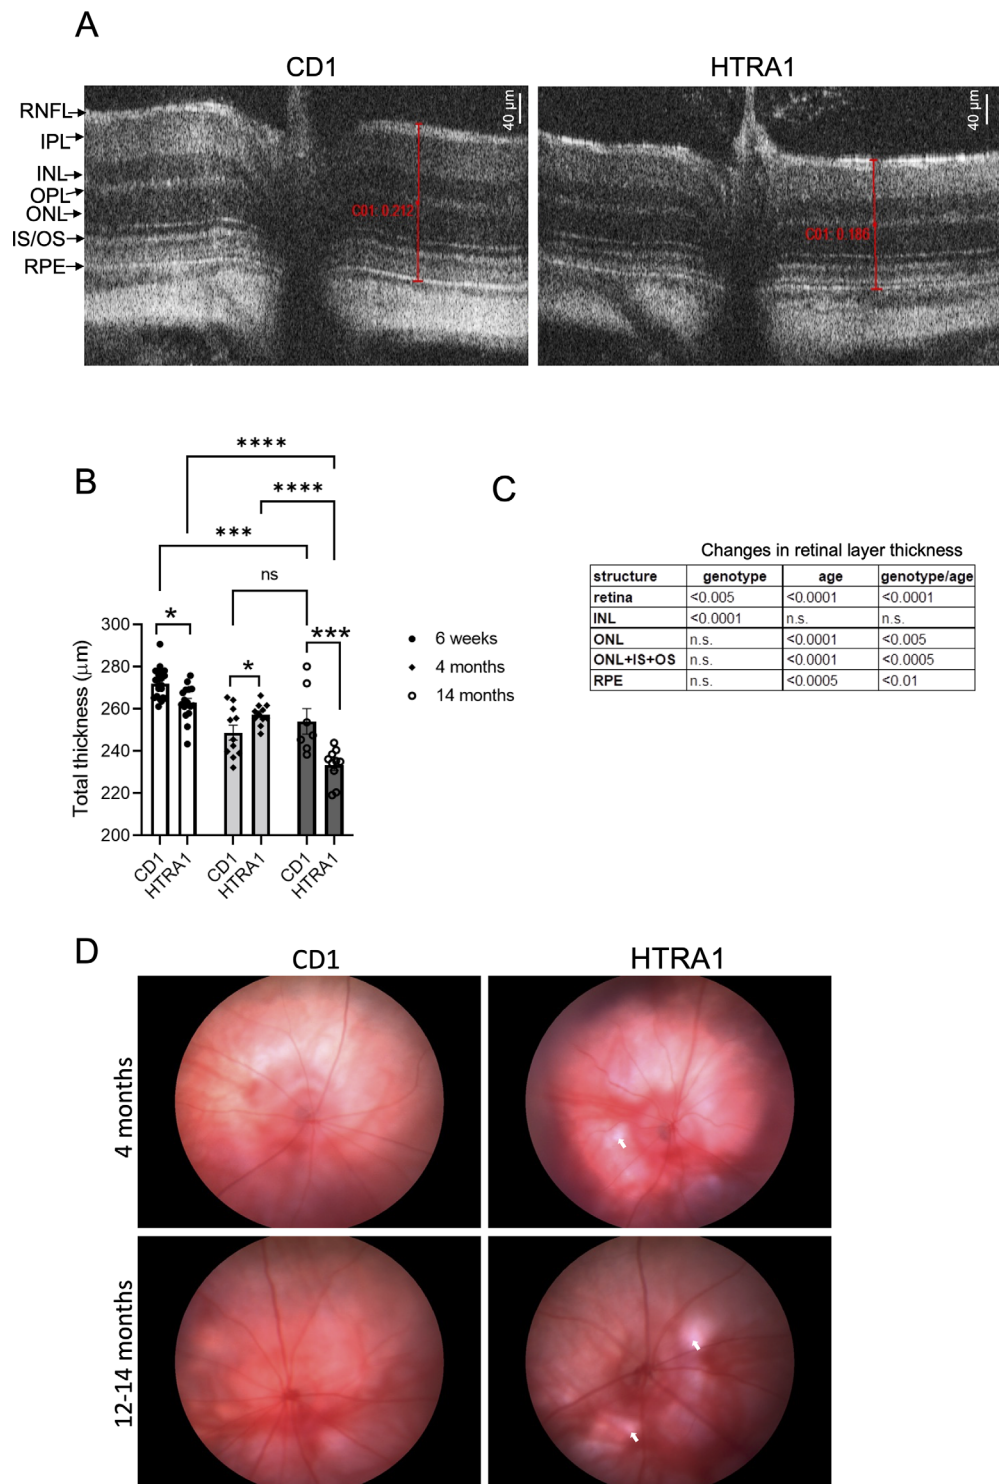 A
CD1
HTRA1
RNFL
IPL
INL
OPL
ONL
IS/OS
RPE
40 µm
C01: 0.212
40 µm
C01: 0.186
B
****
****
***
ns
*
*
***
300
280
260
240
220
200
Total thickness (µm)
CD1
HTRA1
CD1
HTRA1
CD1
HTRA1
6 weeks
4 months
14 months
C
Changes in retinal layer thickness
structure genotype age genotype/age
retina <0.005 <0.0001 <0.0001
INL <0.0001 n.s. n.s.
ONL n.s. <0.0001 <0.005
ONL+IS+OS n.s. <0.0001 <0.0005
RPE n.s. <0.0005 <0.01
D
CD1
HTRA1
4 months
12-14 months